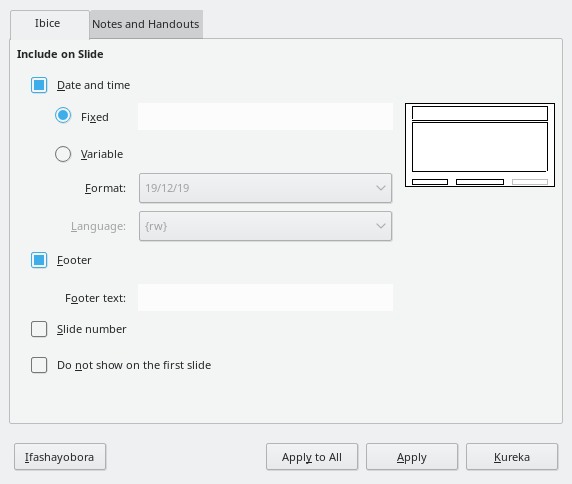 Ibice
Notes and Handouts
Include on Slide
Date and time
Fixed
Variable
Format:
19/12/19
Language:
{rw}
Footer
Footer text:
Slide number
Do not show on the first slide
Ifashayobora
Apply to All
Apply
Kureka